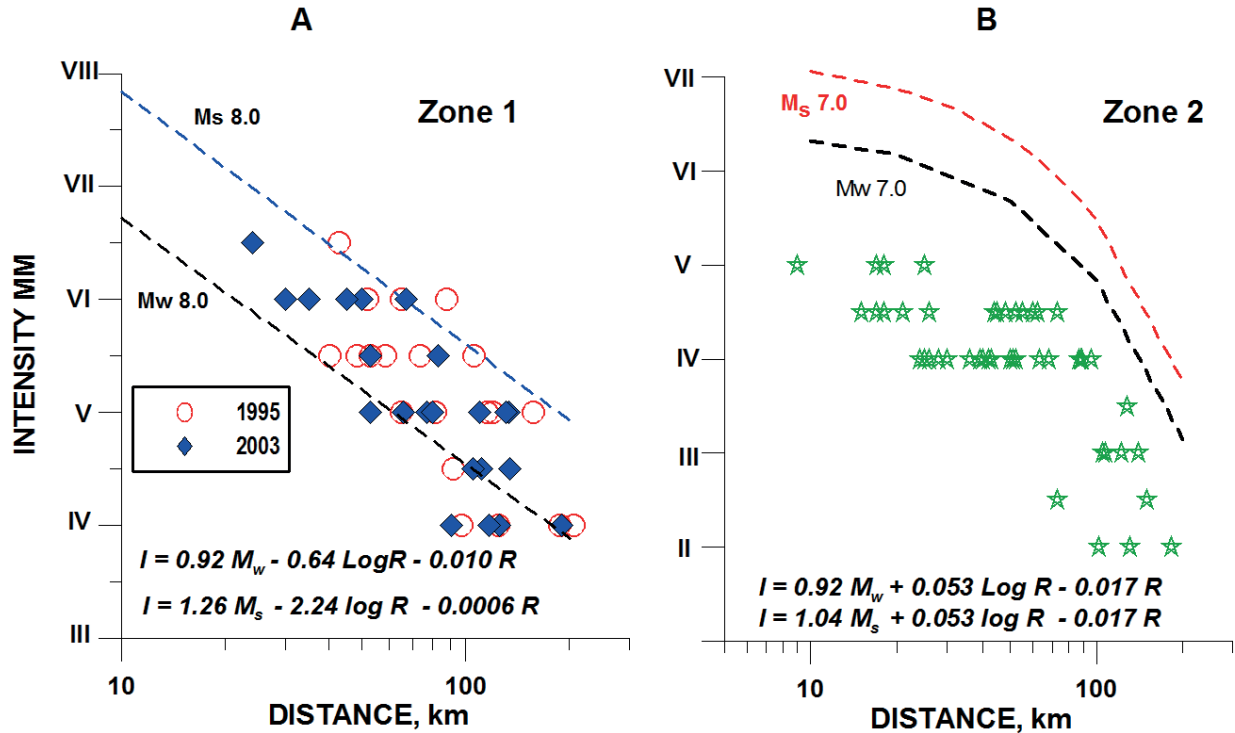 A
VIII
VII
VI
V
IV
III
INTENSITY MM
Ms 8.0
Mw 8.0
Zone 1
1995
2003
I = 0.92 Mw - 0.64 LogR - 0.010 R
I = 1.26 Ms - 2.24 log R - 0.0006 R
10
100
DISTANCE, km
B
VII
VI
V
IV
III
II
Ms 7.0
Mw 7.0
Zone 2
I = 0.92 Mw + 0.053 Log R - 0.017 R
I = 1.04 Ms + 0.053 log R - 0.017 R
10
100
DISTANCE, km